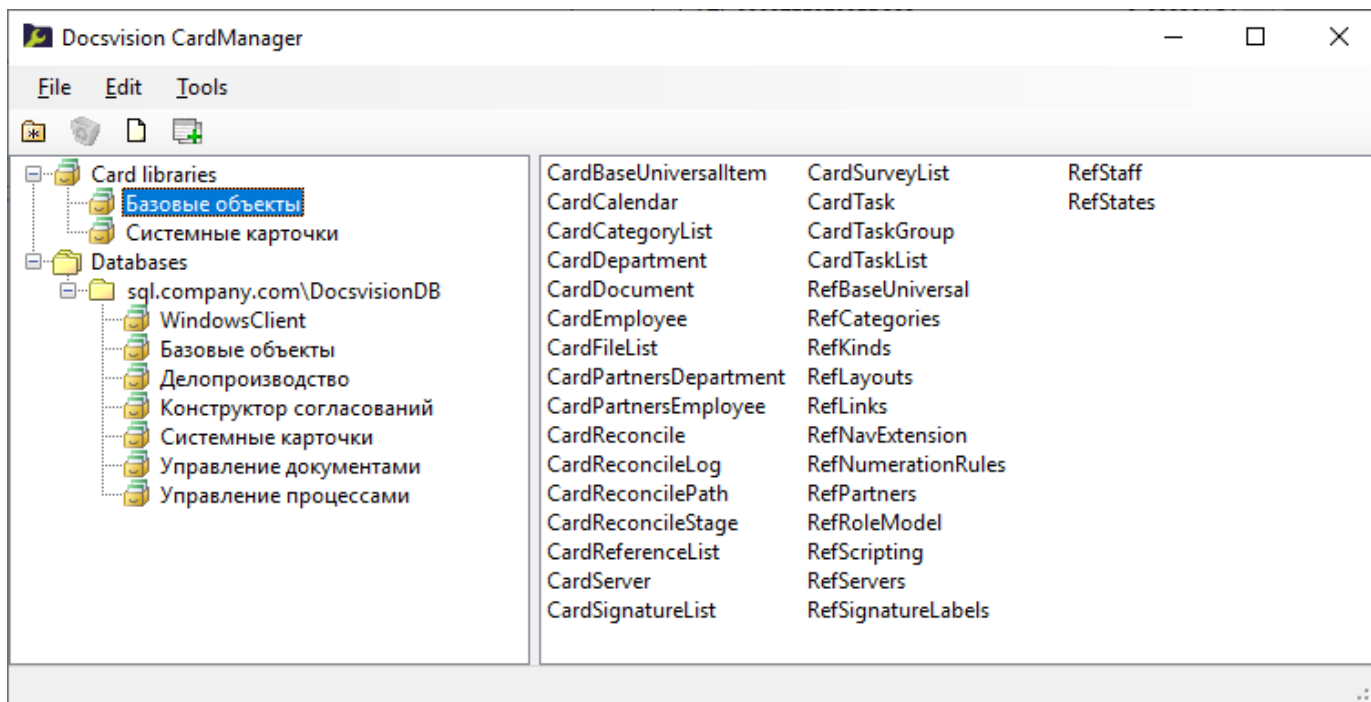 Docsvision CardManager
File Edit Tools
Card libraries
Базовые объекты
Системные карточки
Databases
sql.company.com\DocsvisionDB
WindowsClient
Базовые объекты
Делопроизводство
Конструктор согласований
Системные карточки
Управление документами
Управление процессами
CardBaseUniversalItem CardSurveyList RefStaff
CardCalendar CardTask RefStates
CardCategoryList CardTaskGroup
CardDepartment CardTaskList
CardDocument RefBaseUniversal
CardEmployee RefCategories
CardFileList RefKinds
CardPartnersDepartment RefLayouts
CardPartnersEmployee RefLinks
CardReconcile RefNavExtension
CardReconcileLog RefNumerationRules
CardReconcilePath RefPartners
CardReconcileStage RefRoleModel
CardReferenceList RefScripting
CardServer RefServers
CardSignatureList RefSignatureLabels